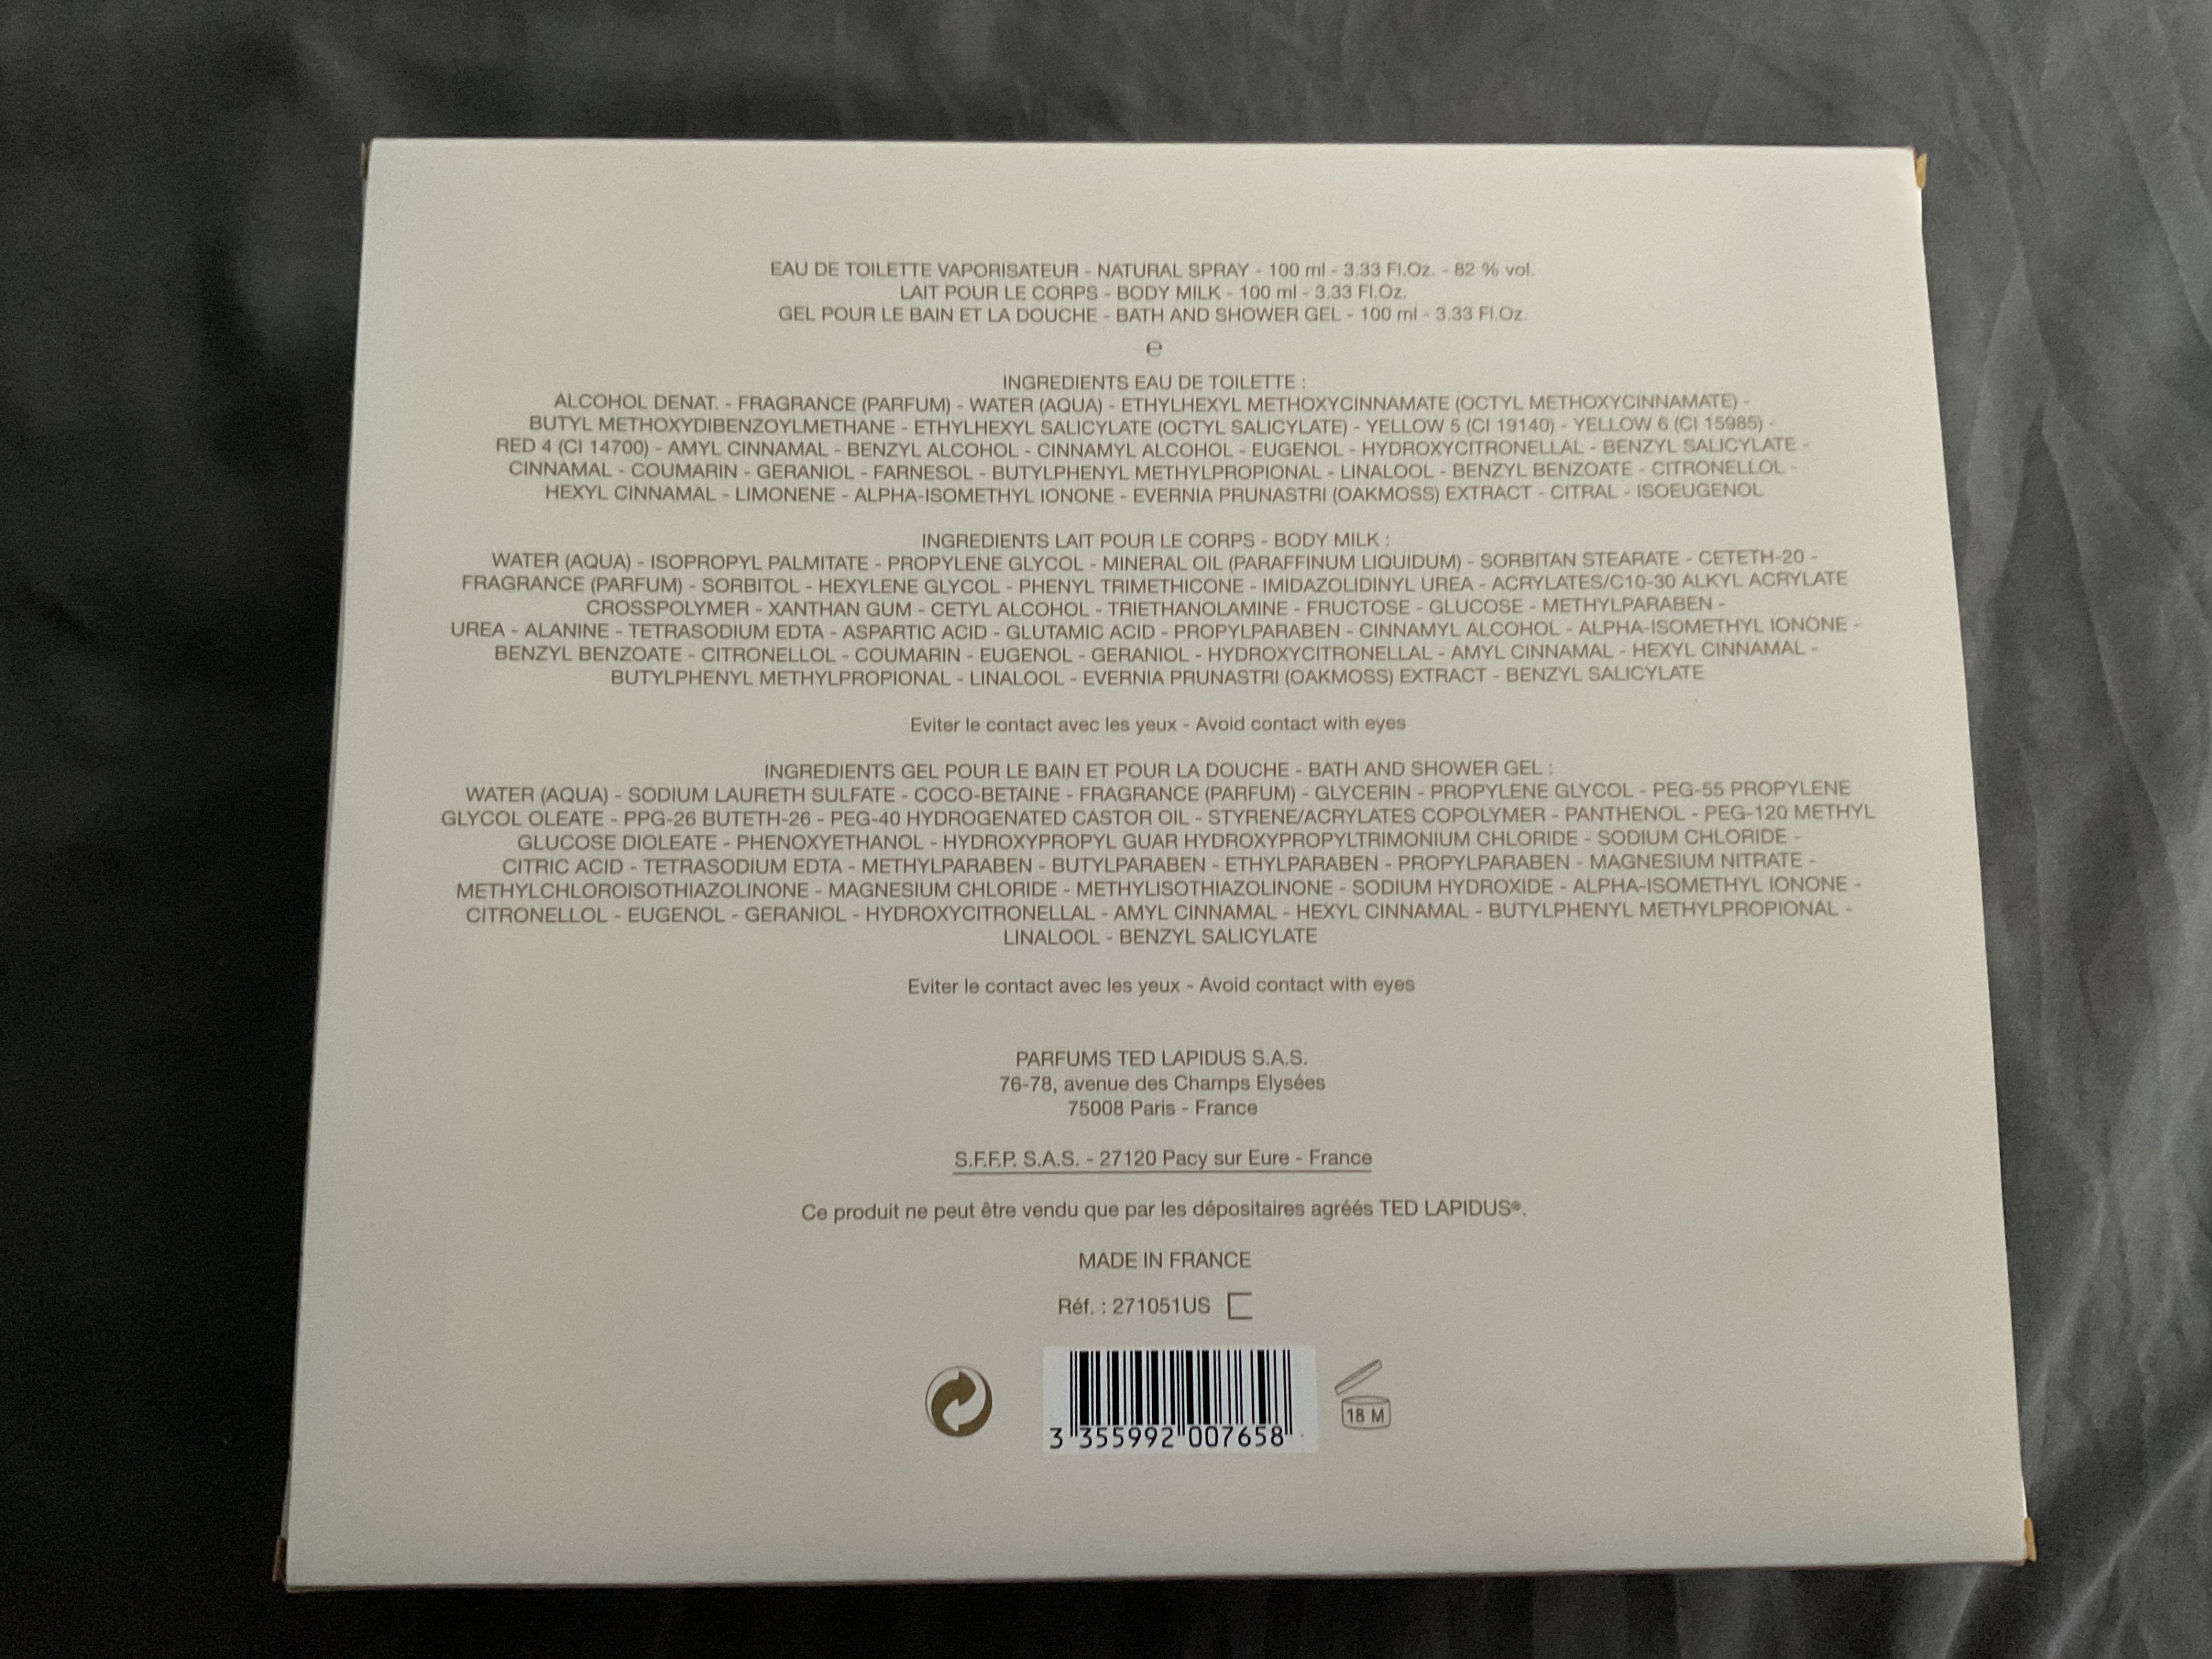 EAU DE TOILETTE VAPORISATEUR - NATURAL SPRAY - 100 ml - 3.33 Fl.Oz. - 82 % vol.
LAIT POUR LE CORPS - BODY MILK - 100 ml - 3.33 Fl.Oz.
GEL POUR LE BAIN ET LA DOUCHE - BATH AND SHOWER GEL - 100 ml - 3.33 Fl.Oz.
℮
INGREDIENTS EAU DE TOILETTE :
ALCOHOL DENAT. - FRAGRANCE (PARFUM) - WATER (AQUA) - ETHYLHEXYL METHOXYCINNAMATE (OCTYL METHOXYCINNAMATE) -
BUTYL METHOXYDIBENZOYLMETHANE - ETHYLHEXYL SALICYLATE (OCTYL SALICYLATE) - YELLOW 5 (CI 19140) - YELLOW 6 (CI 15985) -
RED 4 (CI 14700) - AMYL CINNAMAL - BENZYL ALCOHOL - CINNAMYL ALCOHOL - EUGENOL - HYDROXYCITRONELLAL - BENZYL SALICYLATE -
CINNAMAL - COUMARIN - GERANIOL - FARNESOL - BUTYLPHENYL METHYLPROPIONAL - LINALOOL - BENZYL BENZOATE - CITRONELLOL -
HEXYL CINNAMAL - LIMONENE - ALPHA-ISOMETHYL IONONE - EVERNIA PRUNASTRI (OAKMOSS) EXTRACT - CITRAL - ISOEUGENOL
INGREDIENTS LAIT POUR LE CORPS - BODY MILK :
WATER (AQUA) - ISOPROPYL PALMITATE - PROPYLENE GLYCOL - MINERAL OIL (PARAFFINUM LIQUIDUM) - SORBITAN STEARATE - CETETH-20 -
FRAGRANCE (PARFUM) - SORBITOL - HEXYLENE GLYCOL - PHENYL TRIMETHICONE - IMIDAZOLIDINYL UREA - ACRYLATES/C10-30 ALKYL ACRYLATE
CROSSPOLYMER - XANTHAN GUM - CETYL ALCOHOL - TRIETHANOLAMINE - FRUCTOSE - GLUCOSE - METHYLPARABEN -
UREA - ALANINE - TETRASODIUM EDTA - ASPARTIC ACID - GLUTAMIC ACID - PROPYLPARABEN - CINNAMYL ALCOHOL - ALPHA-ISOMETHYL IONONE -
BENZYL BENZOATE - CITRONELLOL - COUMARIN - EUGENOL - GERANIOL - HYDROXYCITRONELLAL - AMYL CINNAMAL - HEXYL CINNAMAL -
BUTYLPHENYL METHYLPROPIONAL - LINALOOL - EVERNIA PRUNASTRI (OAKMOSS) EXTRACT - BENZYL SALICYLATE
Eviter le contact avec les yeux - Avoid contact with eyes
INGREDIENTS GEL POUR LE BAIN ET POUR LA DOUCHE - BATH AND SHOWER GEL :
WATER (AQUA) - SODIUM LAURETH SULFATE - COCO-BETAINE - FRAGRANCE (PARFUM) - GLYCERIN - PROPYLENE GLYCOL - PEG-55 PROPYLENE
GLYCOL OLEATE - PPG-26 BUTETH-26 - PEG-40 HYDROGENATED CASTOR OIL - STYRENE/ACRYLATES COPOLYMER - PANTHENOL - PEG-120 METHYL
GLUCOSE DIOLEATE - PHENOXYETHANOL - HYDROXYPROPYL GUAR HYDROXYPROPYLTRIMONIUM CHLORIDE - SODIUM CHLORIDE -
CITRIC ACID - TETRASODIUM EDTA - METHYLPARABEN - BUTYLPARABEN - ETHYLPARABEN - PROPYLPARABEN - MAGNESIUM NITRATE -
METHYLCHLOROISOTHIAZOLINONE - MAGNESIUM CHLORIDE - METHYLISOTHIAZOLINONE - SODIUM HYDROXIDE - ALPHA-ISOMETHYL IONONE -
CITRONELLOL - EUGENOL - GERANIOL - HYDROXYCITRONELLAL - AMYL CINNAMAL - HEXYL CINNAMAL - BUTYLPHENYL METHYLPROPIONAL -
LINALOOL - BENZYL SALICYLATE
Eviter le contact avec les yeux - Avoid contact with eyes
PARFUMS TED LAPIDUS S.A.S.
76-78, avenue des Champs Elysées
75008 Paris - France
S.F.F.P. S.A.S. - 27120 Pacy sur Eure - France
Ce produit ne peut être vendu que par les dépositaires agréés TED LAPIDUS®.
MADE IN FRANCE
Réf. : 271051US
3 355992 007658
18 M